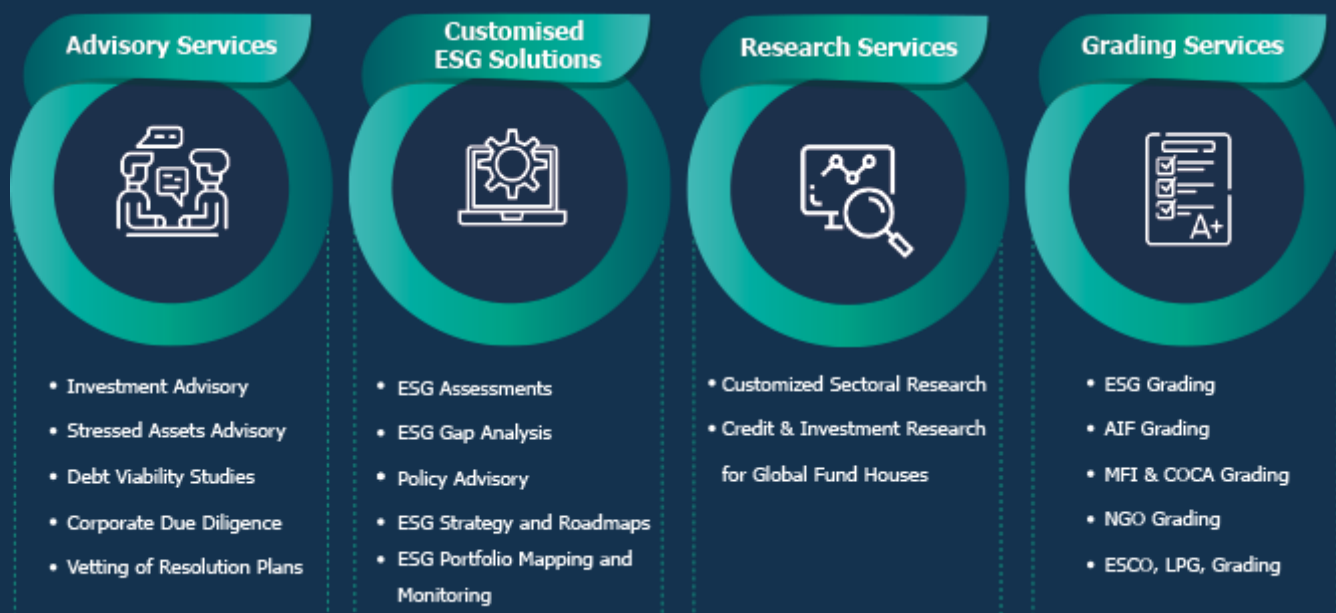 Advisory Services
Investment Advisory
Stressed Assets Advisory
Debt Viability Studies
Corporate Due Diligence
Vetting of Resolution Plans
Customised
ESG Solutions
ESG Assessments
ESG Gap Analysis
Policy Advisory
ESG Strategy and Roadmaps
ESG Portfolio Mapping and
Monitoring
Research Services
Customized Sectoral Research
Credit & Investment Research
for Global Fund Houses
Grading Services
A+
ESG Grading
AIF Grading
MFI & COCA Grading
NGO Grading
ESCO, LPG, Grading